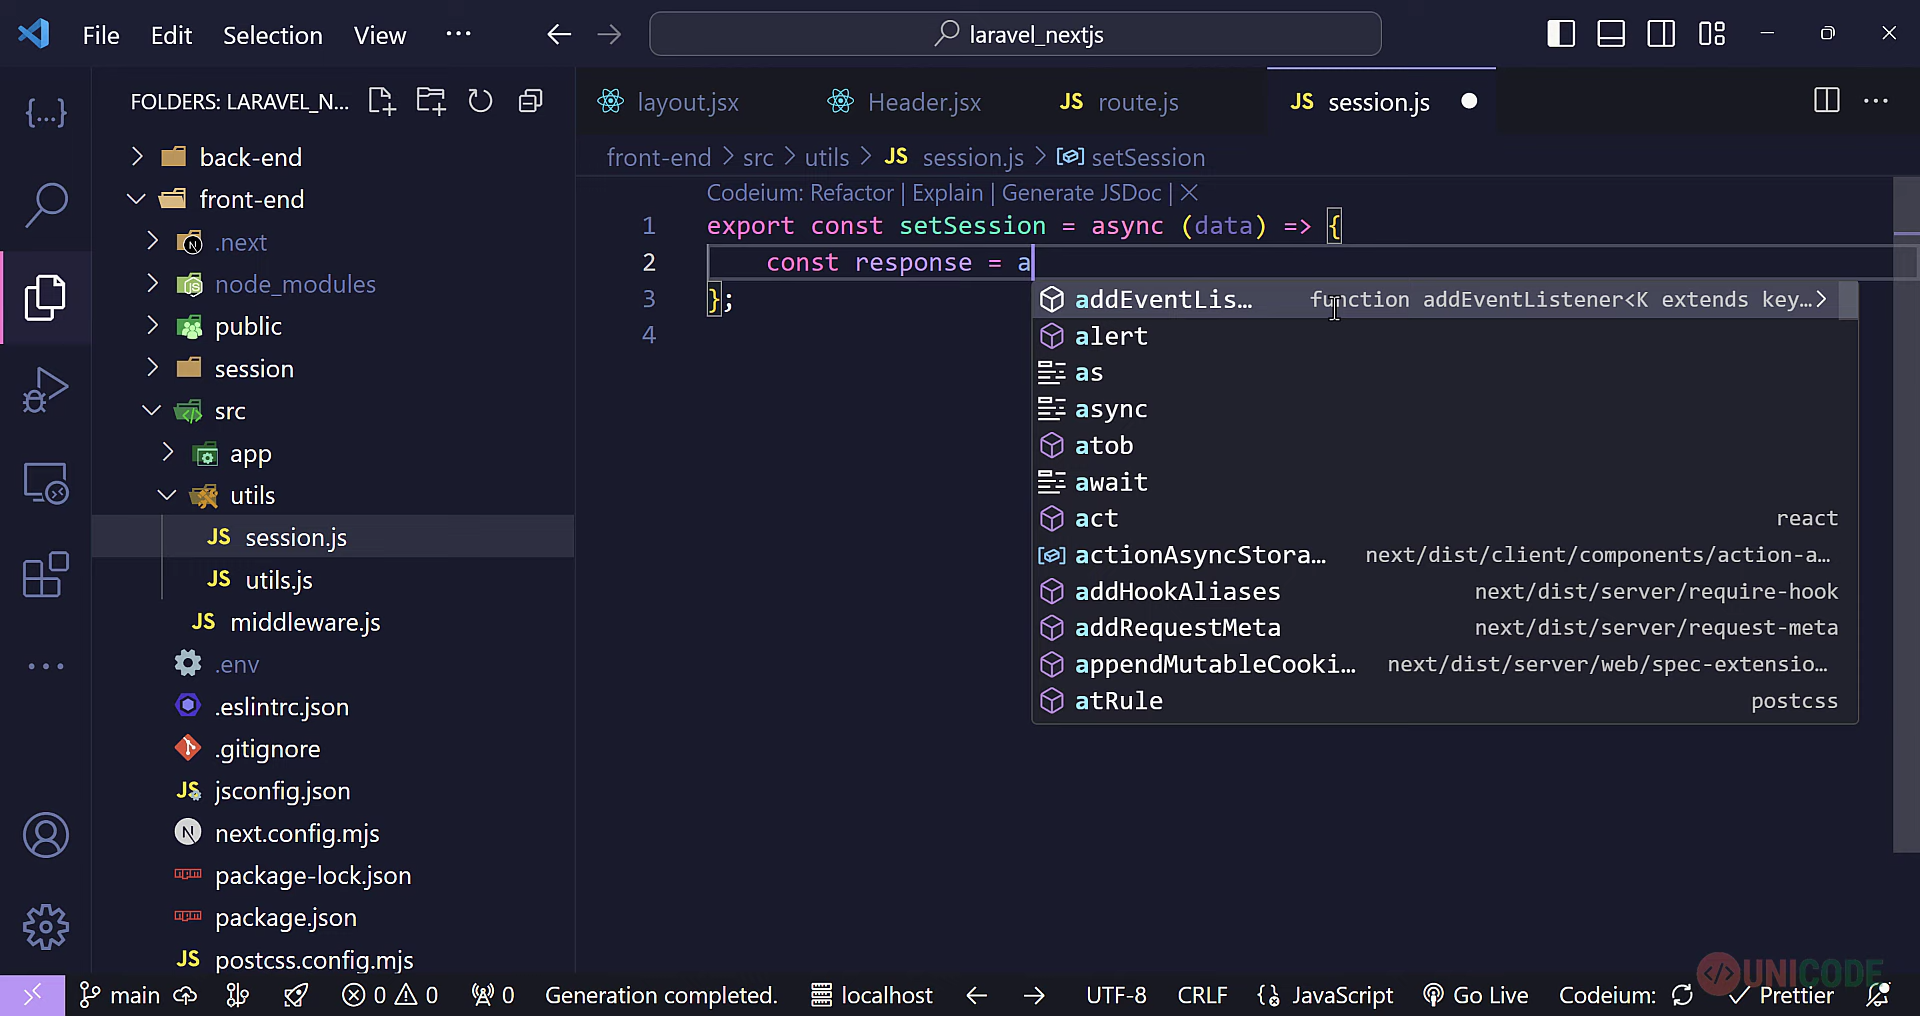 File Edit Selection View ··· laravel_nextjs
FOLDERS: LARAVEL_N...
layout.jsx Header.jsx JS route.js JS session.js
front-end > src > utils > JS session.js > setSession
Codeium: Refactor | Explain | Generate JSDoc | ×
1 export const setSession = async (data) => {
2 const response = a
3 };
4
addEventLis… function addEventListener<K extends key…>
alert
as
async
atob
await
act react
actionAsyncStora… next/dist/client/components/action-a…
addHookAliases next/dist/server/require-hook
addRequestMeta next/dist/server/request-meta
appendMutableCooki… next/dist/server/web/spec-extensio…
atRule postcss
back-end
front-end
.next
node_modules
public
session
src
app
utils
JS session.js
JS utils.js
JS middleware.js
.env
.eslintrc.json
.gitignore
JS jsconfig.json
N next.config.mjs
package-lock.json
package.json
JS postcss.config.mjs
UNICODE
main 0 0 0 Generation completed. localhost UTF-8 CRLF JavaScript Go Live Codeium: Prettier